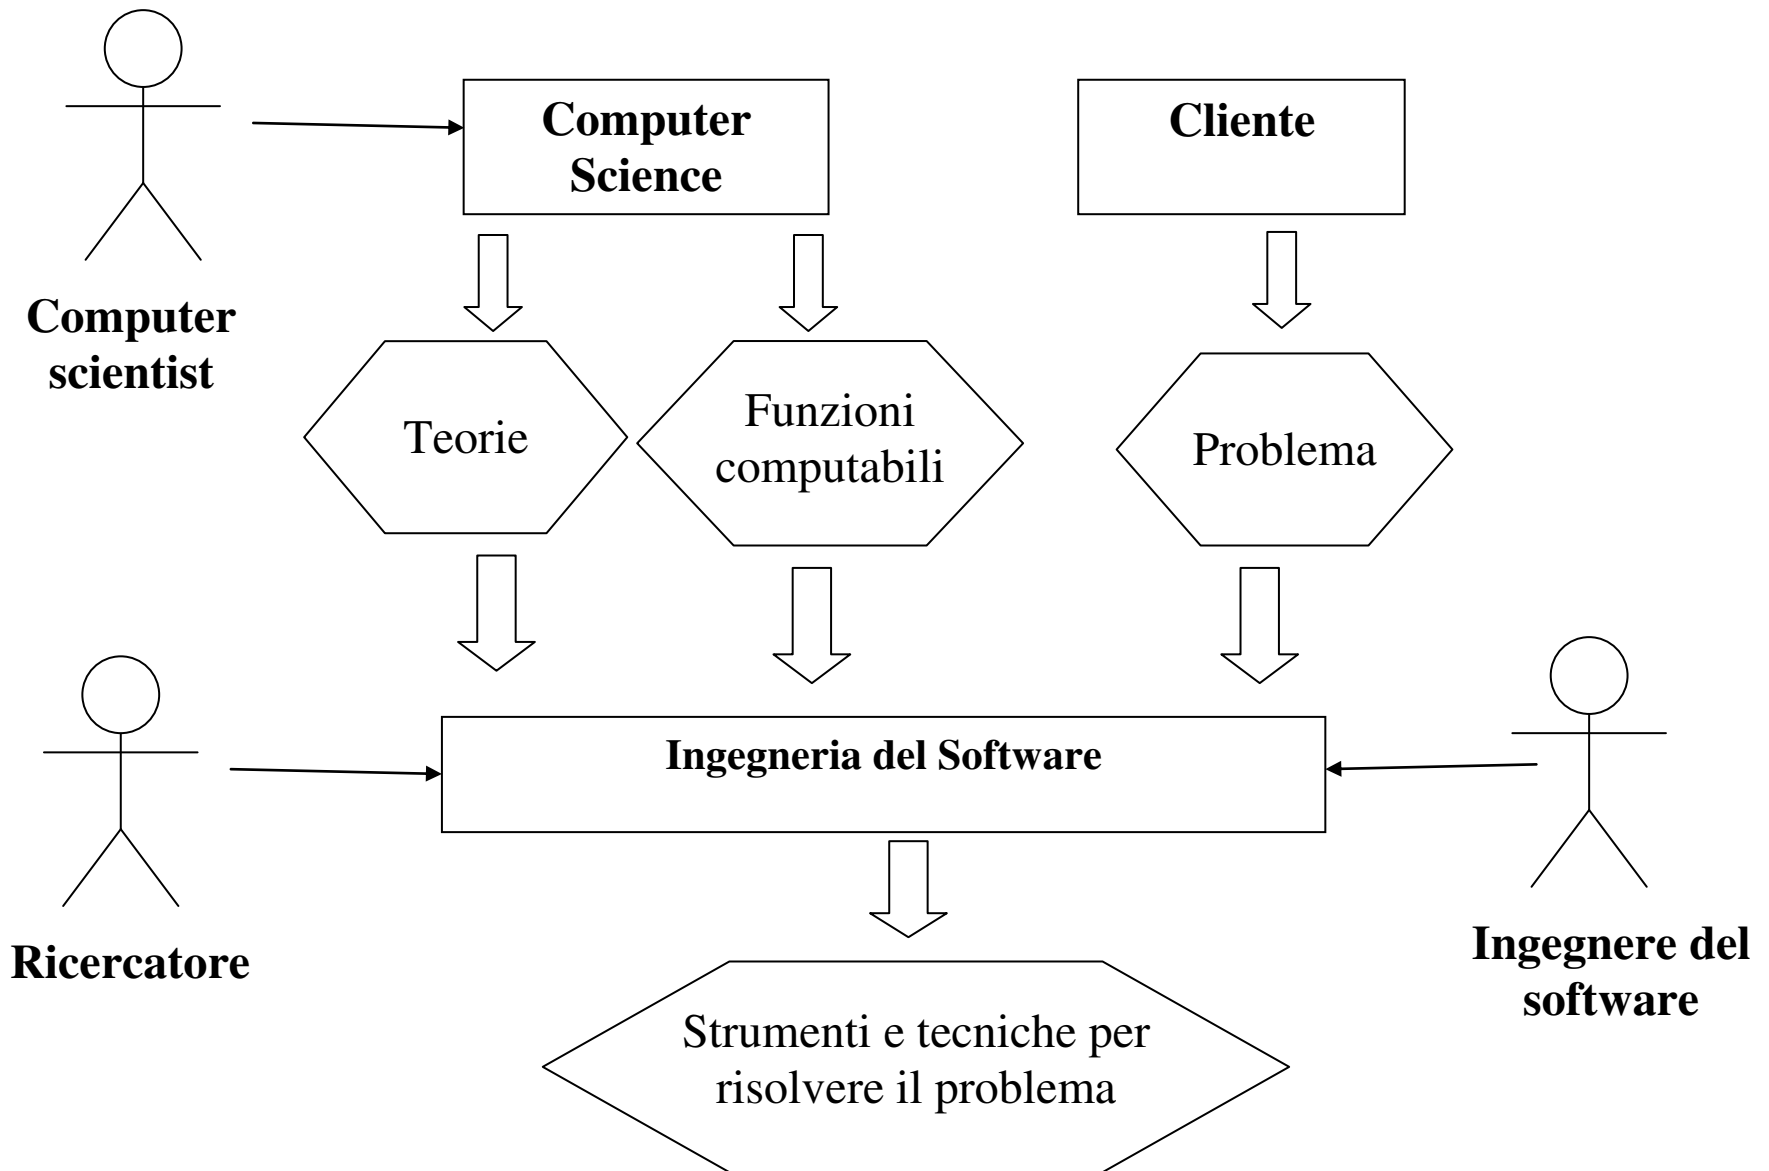 Computer
Science
Cliente
Computer
scientist
Teorie
Funzioni
computabili
Problema
Ingegneria del Software
Ricercatore
Ingegnere del
software
Strumenti e tecniche per
risolvere il problema